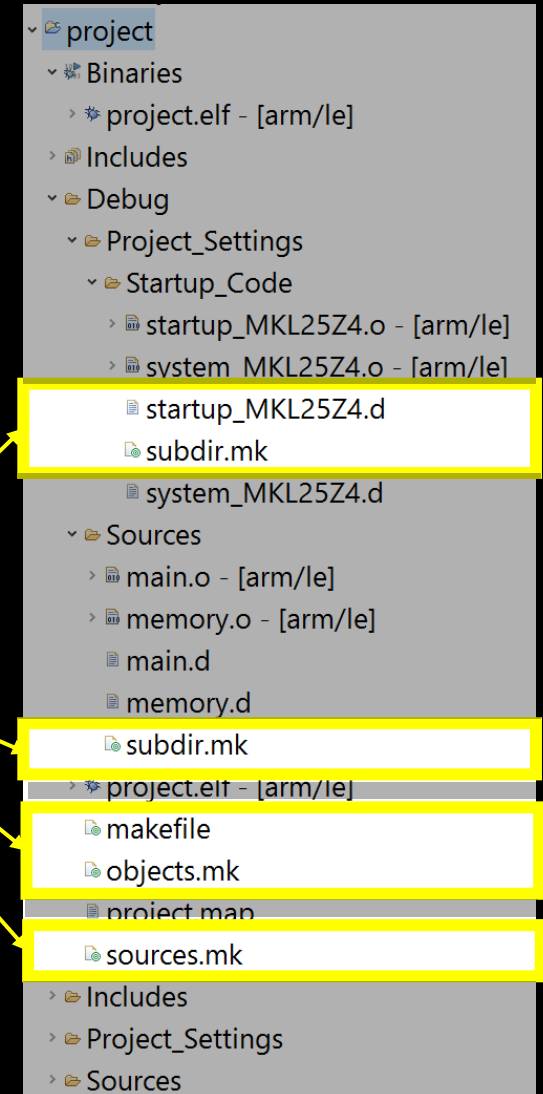 project
Binaries
project.elf - [arm/le]
Includes
Debug
Project_Settings
Startup_Code
startup_MKL25Z4.o - [arm/le]
system_MKL25Z4.o - [arm/le]
startup_MKL25Z4.d
subdir.mk
system_MKL25Z4.d
Sources
main.o - [arm/le]
memory.o - [arm/le]
main.d
memory.d
subdir.mk
project.elf - [arm/le]
makefile
objects.mk
project.map
sources.mk
Includes
Project_Settings
Sources